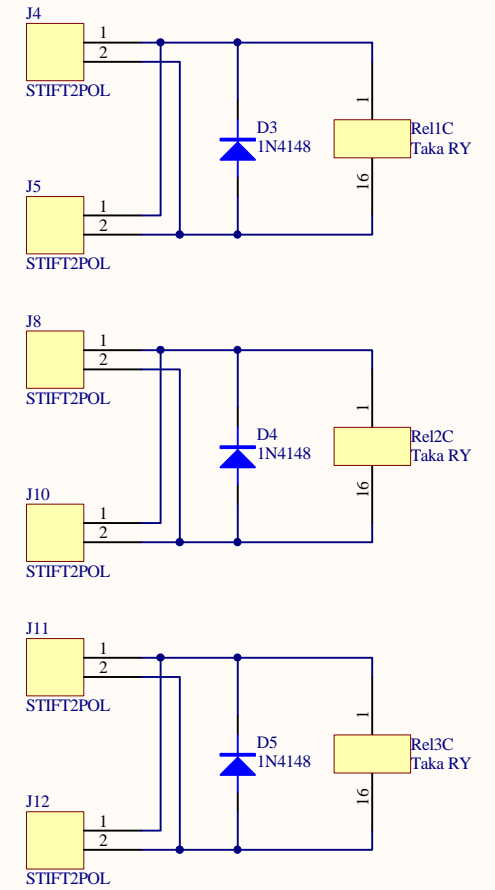 J4
1
2
STIFT2POL
D3
1N4148
1
Rel1C
Taka RY
16
J5
1
2
STIFT2POL
J8
1
2
STIFT2POL
D4
1N4148
1
Rel2C
Taka RY
16
J10
1
2
STIFT2POL
J11
1
2
STIFT2POL
D5
1N4148
1
Rel3C
Taka RY
16
J12
1
2
STIFT2POL